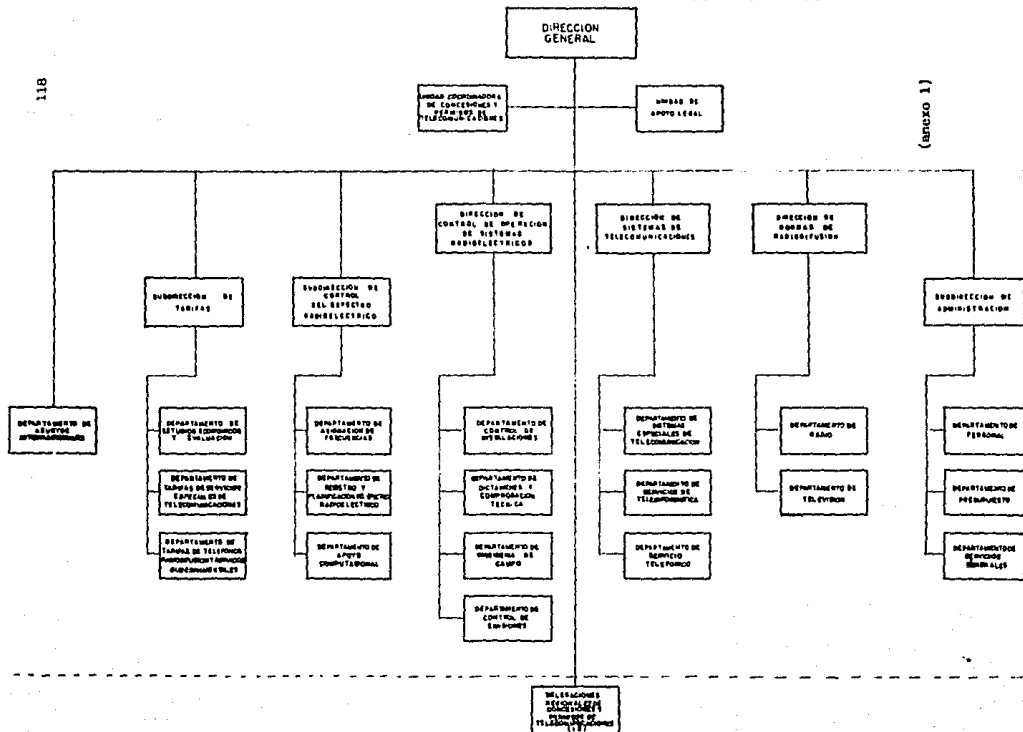 DIRECCION
GENERAL
118
(anexo 1)
UNIDAD COORDINADORA
DE CONCESIONES Y
PERMISOS DE
TELECOMUNICACIONES
UNIDAD DE
APOYO LEGAL
DIRECCION DE
CONTROL DE OPERACION
DE SISTEMAS
RADIOELECTRICOS
DIRECCION DE
SISTEMAS DE
TELECOMUNICACIONES
DIRECCION DE
NORMAS DE
RADIODIFUSION
SUBDIRECCION DE
TARIFAS
SUBDIRECCION DE
CONTROL
DEL ESPECTRO
RADIOELECTRICO
SUBDIRECCION DE
ADMINISTRACION
DEPARTAMENTO DE
ASUNTOS
INTERNACIONALES
DEPARTAMENTO DE
ESTUDIOS ECONOMICOS
Y EVALUACION
DEPARTAMENTO DE
TARIFAS DE SERVICIOS
ESPECIALES DE
TELECOMUNICACIONES
DEPARTAMENTO DE
TARIFAS DE TELEFONOS
RADIODIFUSION Y SERVICIOS
GUBERNAMENTALES
DEPARTAMENTO DE
ASIGNACION DE
FRECUENCIAS
DEPARTAMENTO DE
REGISTRO Y
PLANIFICACION DEL
RADIOELECTRICO
DEPARTAMENTO DE
APOYO
COMPUTACIONAL
DEPARTAMENTO DE
CONTROL DE
INSTALACIONES
DEPARTAMENTO DE
DICTAMENES Y
COMPROBACION
TECNICA
DEPARTAMENTO DE
INGENIERIA DE
CAMPO
DEPARTAMENTO DE
CONTROL DE
EMISIONES
DEPARTAMENTO DE
SISTEMAS
ESPECIALES DE
TELECOMUNICACION
DEPARTAMENTO DE
SERVICIOS DE
TELEINFORMATICA
DEPARTAMENTO DE
SERVICIO
TELEFONICO
DEPARTAMENTO DE
RADIO
DEPARTAMENTO DE
TELEVISION
DEPARTAMENTO DE
PERSONAL
DEPARTAMENTO DE
PRESUPUESTO
DEPARTAMENTO DE
SERVICIOS
GENERALES
DELEGACIONES
REGIONALES DE
CONCESIONES Y
PERMISOS DE
TELECOMUNICACIONES